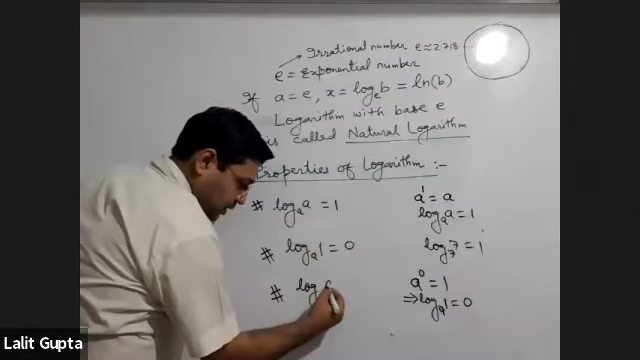 Irrational number e ≈ 2.718
e = Exponential number
If a = e, x = logₑb = ln(b)
Logarithm with base e
is called Natural Logarithm
Properties of Logarithm :-
# logₐa = 1
a¹ = a
logₐa = 1
# logₐ1 = 0
log₇7 = 1
# log
a⁰ = 1
⇒ logₐ1 = 0
Lalit Gupta